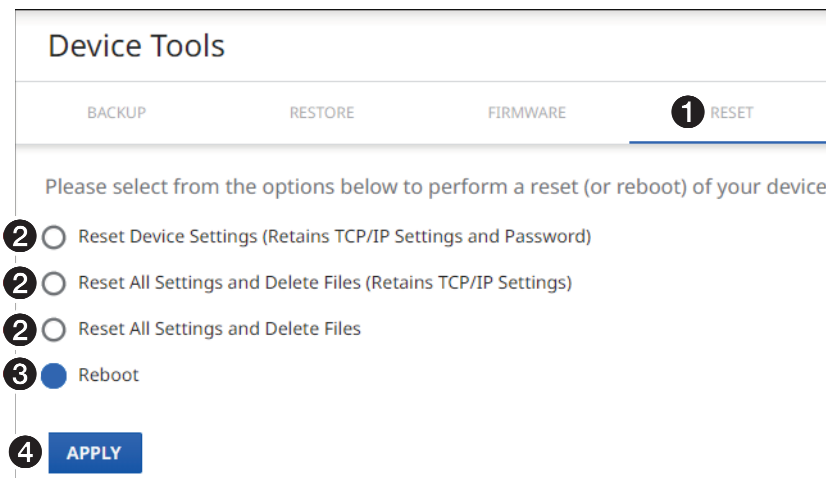 Device Tools
BACKUP RESTORE FIRMWARE 1 RESET
Please select from the options below to perform a reset (or reboot) of your device
2 Reset Device Settings (Retains TCP/IP Settings and Password)
2 Reset All Settings and Delete Files (Retains TCP/IP Settings)
2 Reset All Settings and Delete Files
3 Reboot
4 APPLY